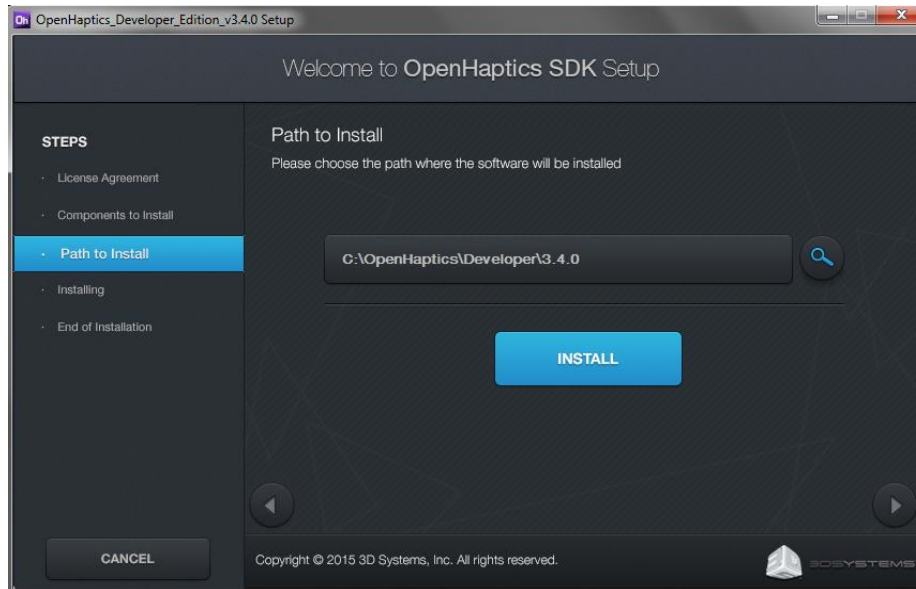 Oh OpenHaptics_Developer_Edition_v3.4.0 Setup
Welcome to OpenHaptics SDK Setup
STEPS
· License Agreement
· Components to Install
· Path to Install
· Installing
· End of Installation
CANCEL
Path to Install
Please choose the path where the software will be installed
C:\OpenHaptics\Developer\3.4.0
INSTALL
Copyright © 2015 3D Systems, Inc. All rights reserved.
3DSYSTEMS